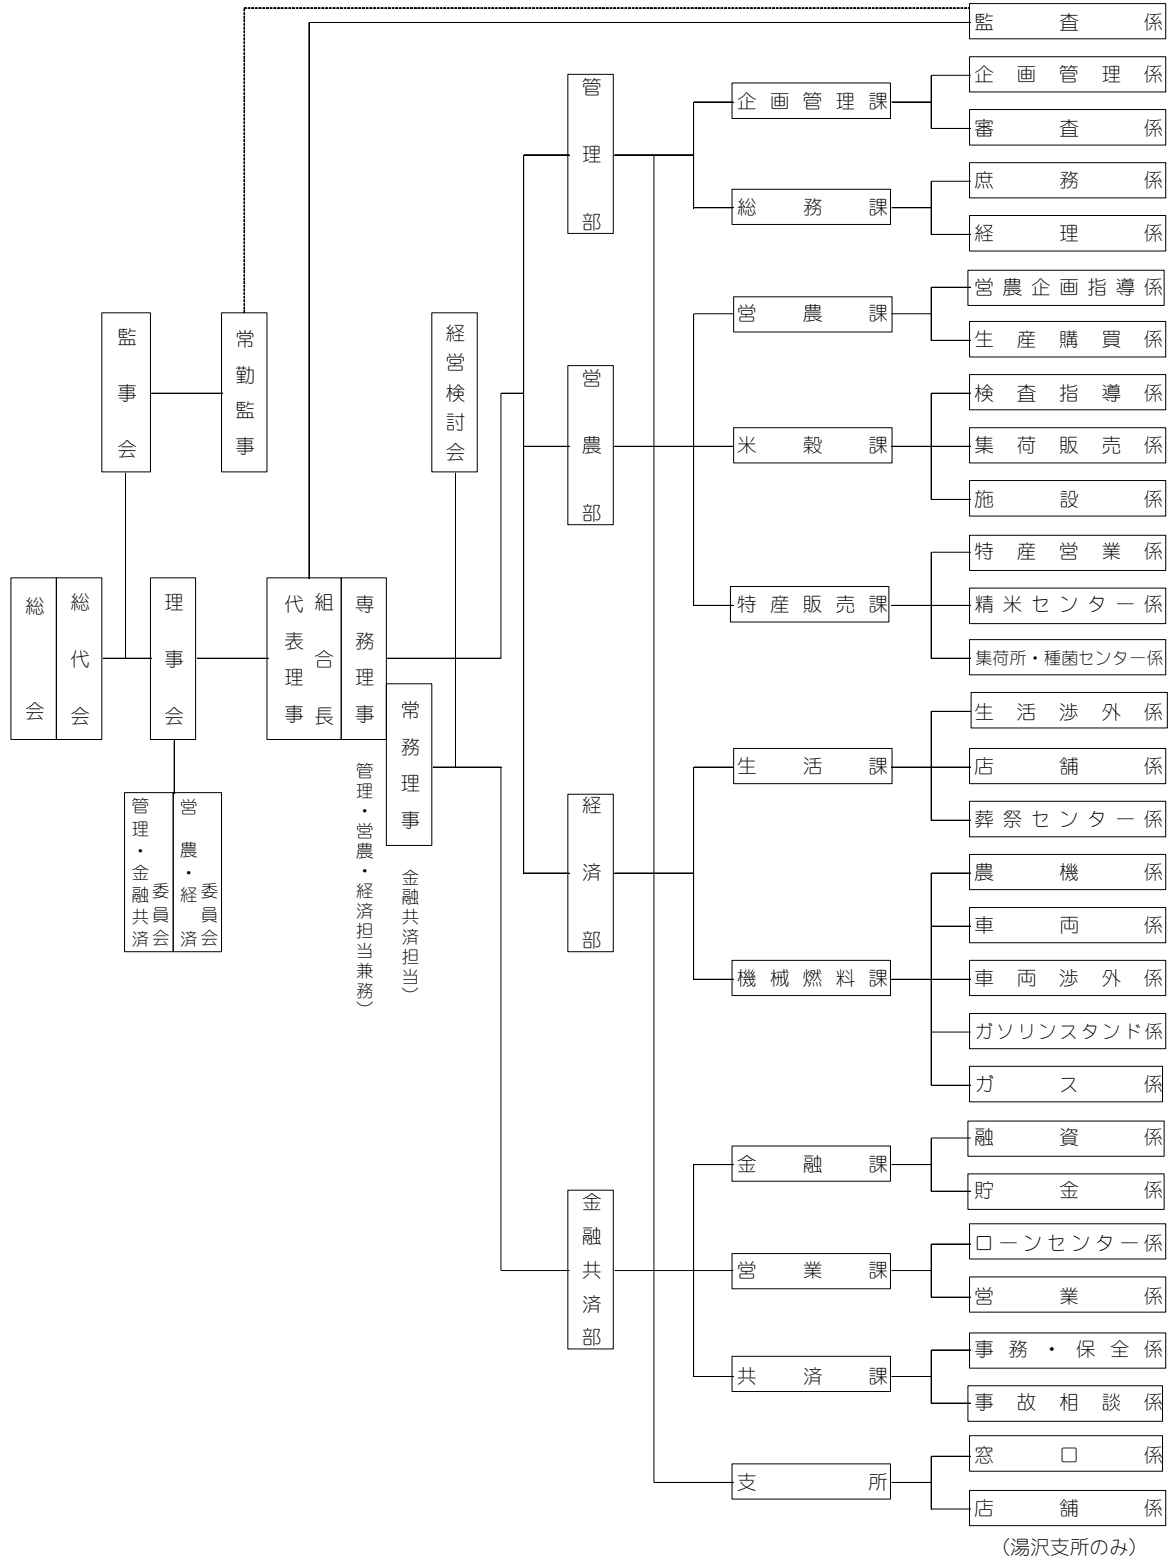 監査係
管理部
企画管理課
企画管理係
審査係
総務課
庶務係
経理係
監事会
常勤監事
経営検討会
営農部
営農課
営農企画指導係
生産購買係
米穀課
検査指導係
集荷販売係
施設係
特産販売課
特産営業係
精米センター係
集荷所・種菌センター係
総会
総代会
理事会
代表理事
組合長
専務理事
常務理事
管理・営農・経済担当兼務）
金融共済担当）
管理・金融共済
委員会
営農・経済
委員会
経済部
生活課
生活渉外係
店舗係
葬祭センター係
機械燃料課
農機係
車両係
車両渉外係
ガソリンスタンド係
ガス係
金融共済部
金融課
融資係
貯金係
営業課
ローンセンター係
営業係
共済課
事務・保全係
事故相談係
支所
窓口係
店舗係
（湯沢支所のみ）